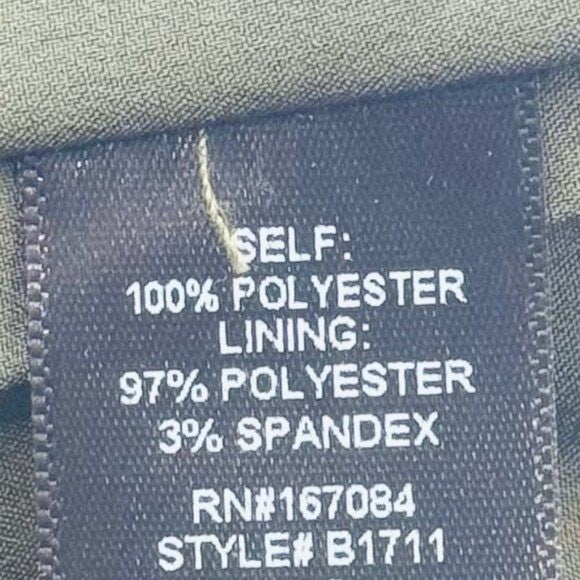 SELF:
100% POLYESTER
LINING:
97% POLYESTER
3% SPANDEX
RN#167084
STYLE# B1711